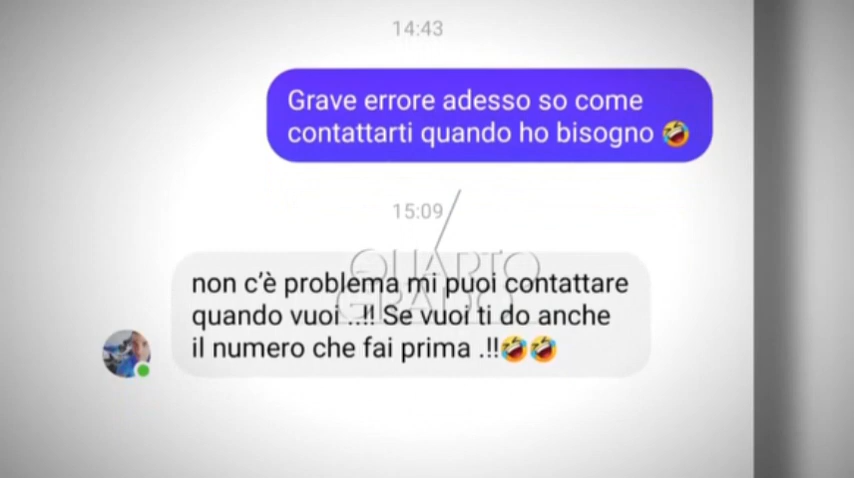 14:43
Grave errore adesso so come
contattarti quando ho bisogno 🤣
15:09
QUARTO
GRADO
non c'è problema mi puoi contattare
quando vuoi ..!! Se vuoi ti do anche
il numero che fai prima .!!🤣🤣